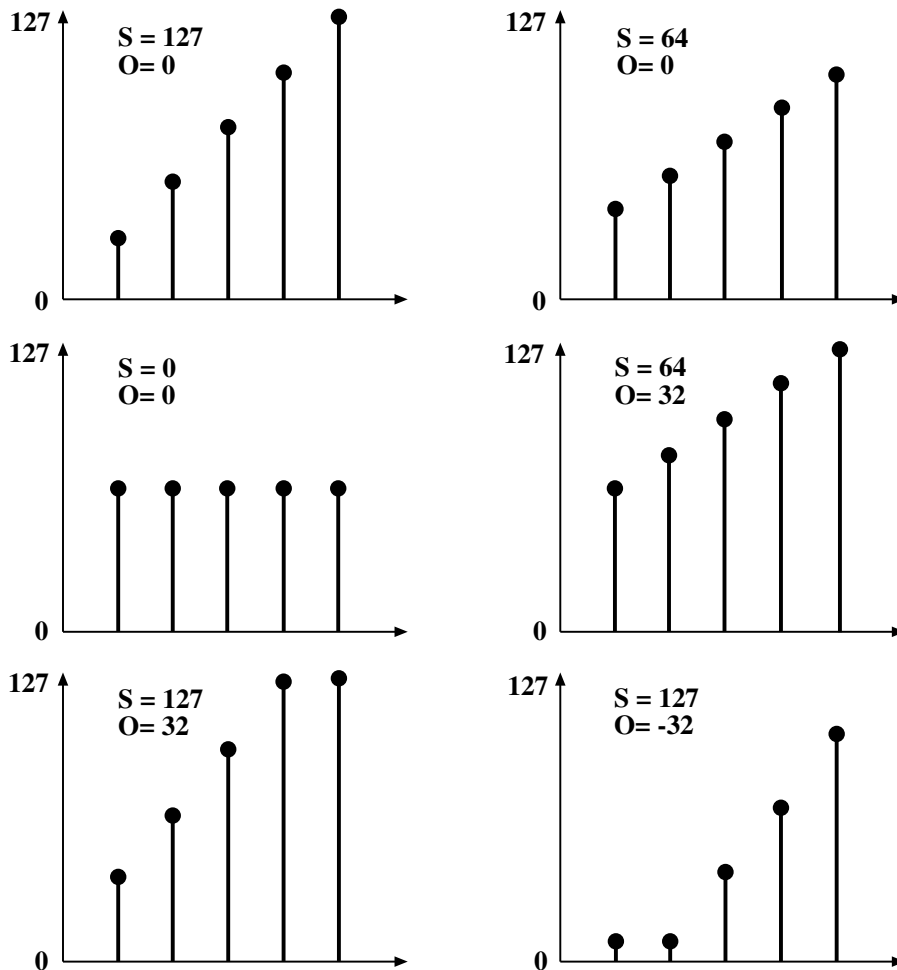 127
S = 127
O= 0
0
127
S = 64
O= 0
0
127
S = 0
O= 0
0
127
S = 64
O= 32
0
127
S = 127
O= 32
0
127
S = 127
O= -32
0